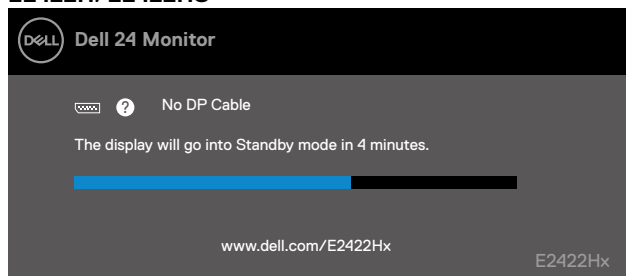 DELL
Dell 24 Monitor
? No DP Cable
The display will go into Standby mode in 4 minutes.
www.dell.com/E2422Hx
E2422Hx